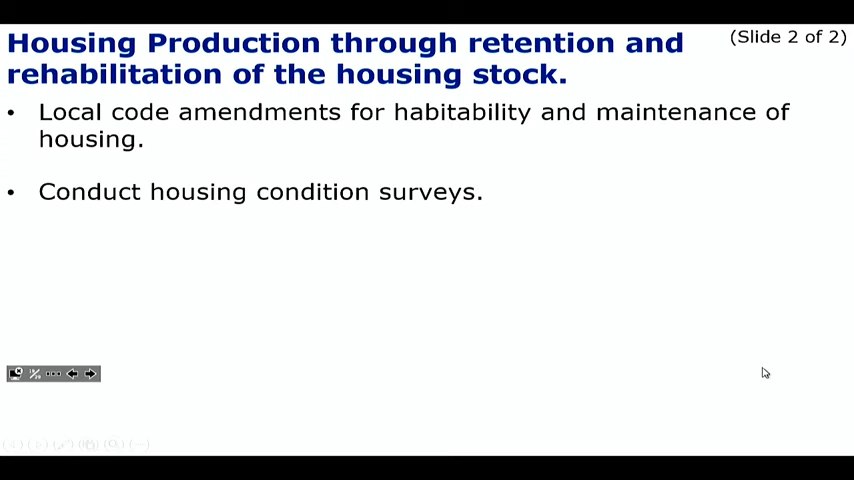 Housing Production through retention and
(Slide 2 of 2)
rehabilitation of the housing stock.
• Local code amendments for habitability and maintenance of
housing.
• Conduct housing condition surveys.